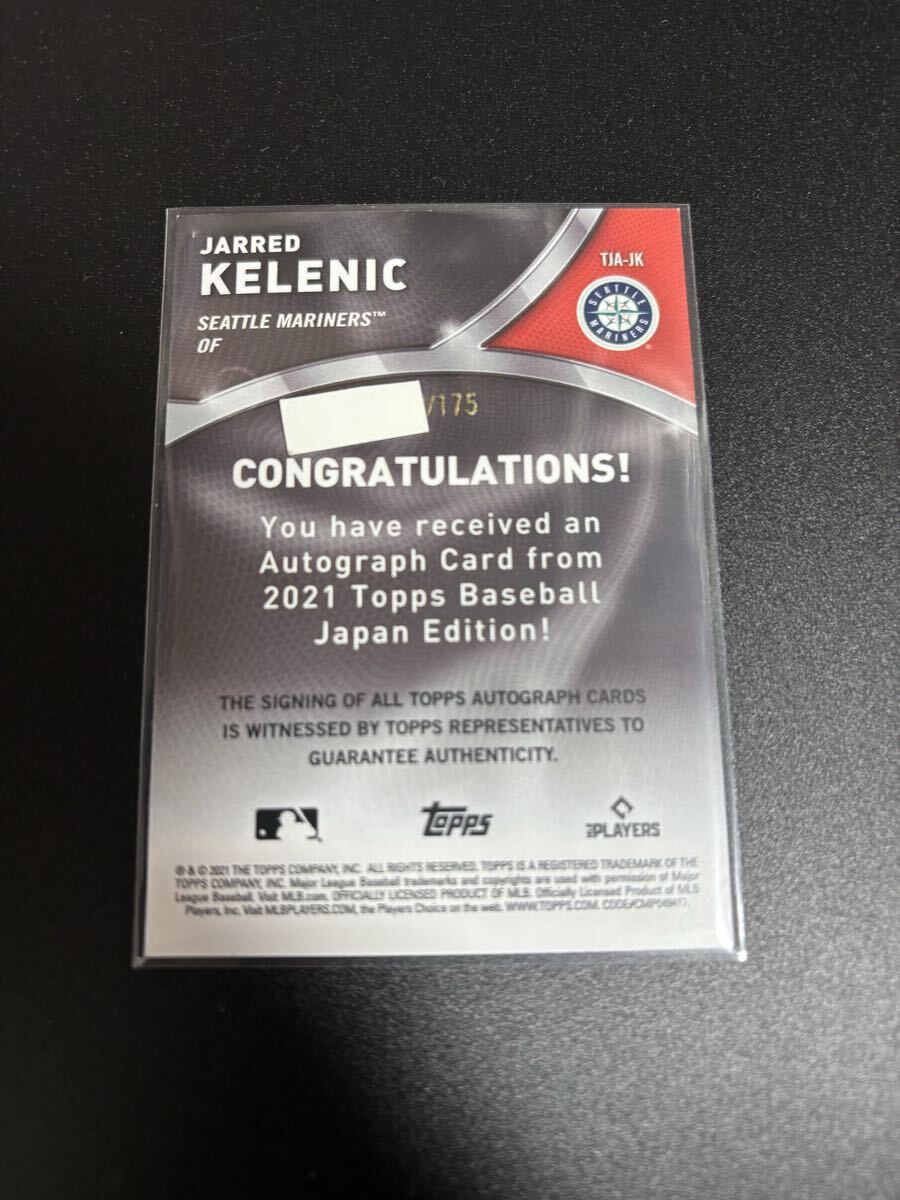 JARRED
KELENIC
SEATTLE MARINERS™
OF
TJA-JK
SEATTLE
MARINERS
®
/175
CONGRATULATIONS!
You have received an
Autograph Card from
2021 Topps Baseball
Japan Edition!
THE SIGNING OF ALL TOPPS AUTOGRAPH CARDS
IS WITNESSED BY TOPPS REPRESENTATIVES TO
GUARANTEE AUTHENTICITY.
topps
MLB PLAYERS
® & © 2021 THE TOPPS COMPANY, INC. ALL RIGHTS RESERVED. TOPPS IS A REGISTERED TRADEMARK OF THE
TOPPS COMPANY, INC. Major League Baseball trademarks and copyrights are used with permission of Major
League Baseball. Visit MLB.com. OFFICIALLY LICENSED PRODUCT OF MLB. Officially Licensed Product of MLB
Players, Inc. Visit MLBPLAYERS.COM, the Players Choice on the web. WWW.TOPPS.COM. CODE#CMP049417.